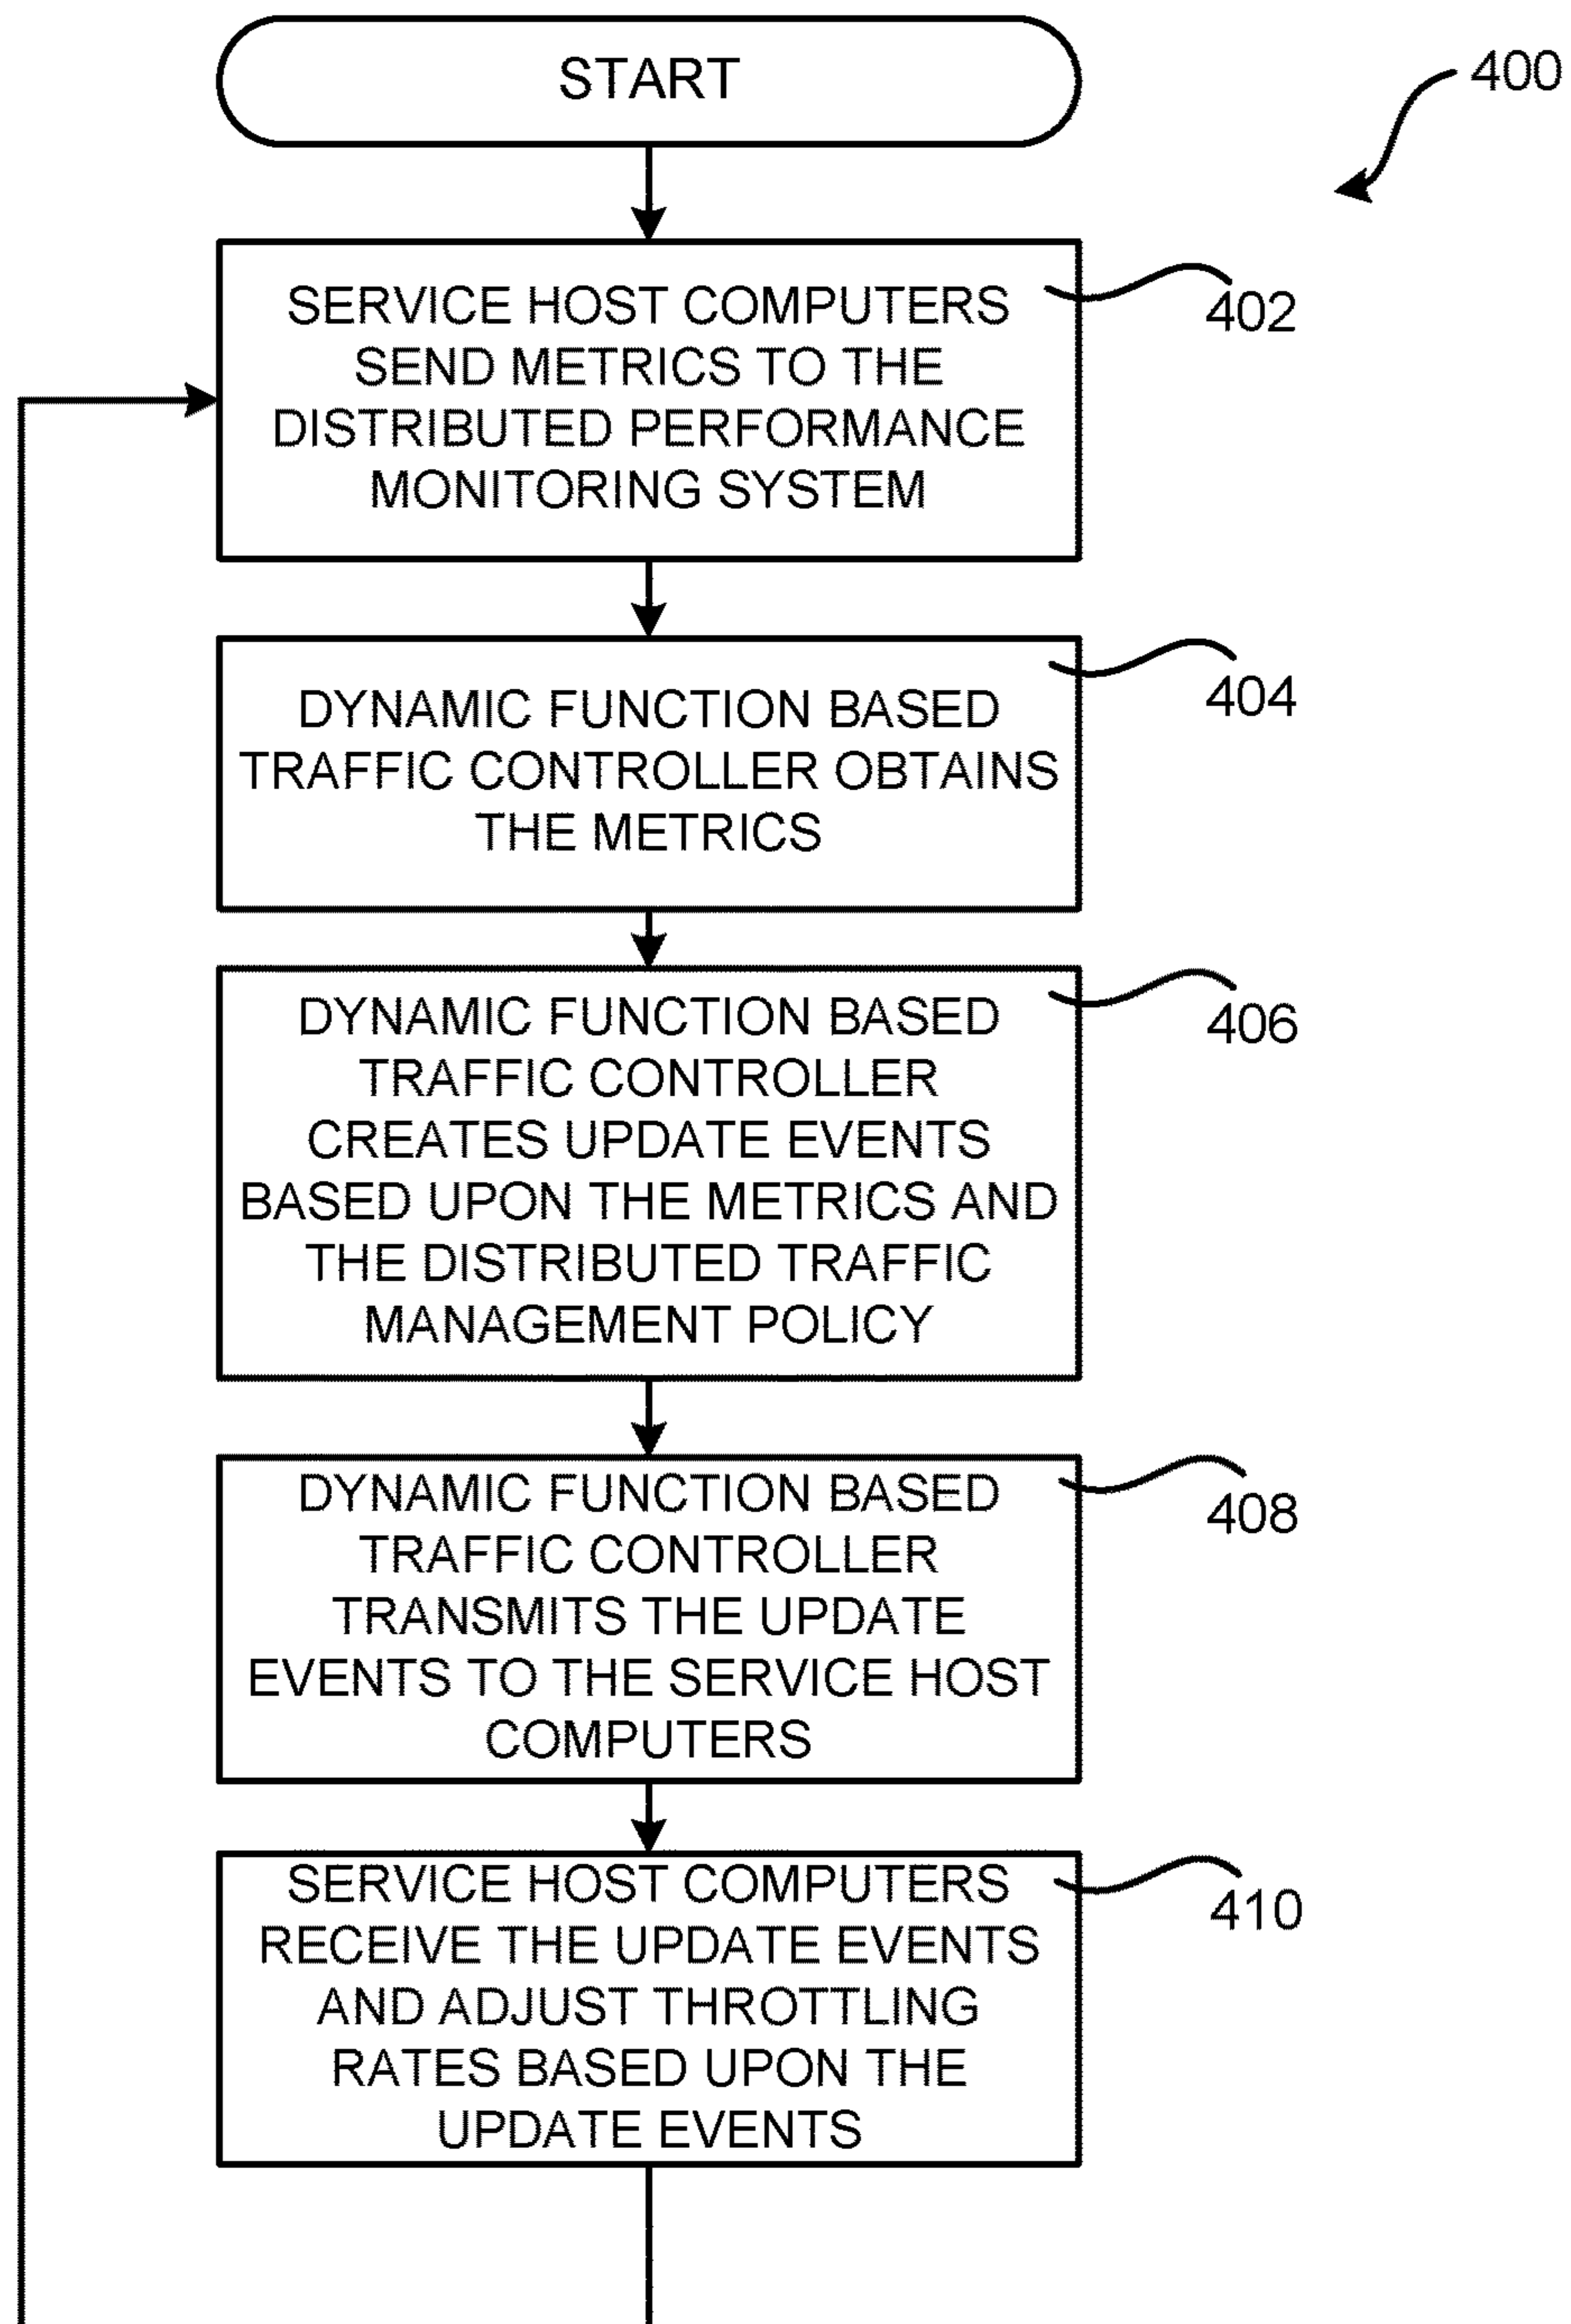 START
400
SERVICE HOST COMPUTERS
SEND METRICS TO THE
DISTRIBUTED PERFORMANCE
MONITORING SYSTEM
402
DYNAMIC FUNCTION BASED
TRAFFIC CONTROLLER OBTAINS
THE METRICS
404
DYNAMIC FUNCTION BASED
TRAFFIC CONTROLLER
CREATES UPDATE EVENTS
BASED UPON THE METRICS AND
THE DISTRIBUTED TRAFFIC
MANAGEMENT POLICY
406
DYNAMIC FUNCTION BASED
TRAFFIC CONTROLLER
TRANSMITS THE UPDATE
EVENTS TO THE SERVICE HOST
COMPUTERS
408
SERVICE HOST COMPUTERS
RECEIVE THE UPDATE EVENTS
AND ADJUST THROTTLING
RATES BASED UPON THE
UPDATE EVENTS
410